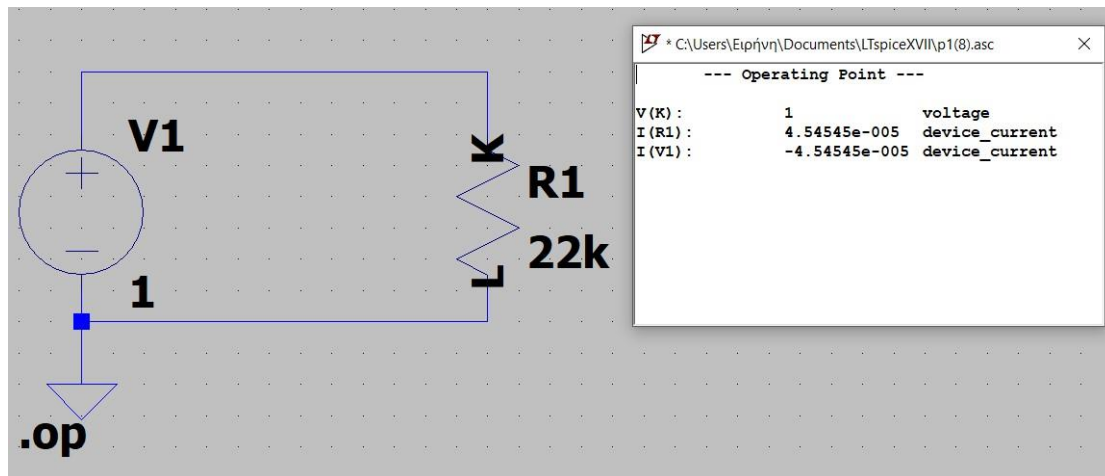 V1
1
K
R1
22k
L
.op
* C:\Users\Ειρήνη\Documents\LTspiceXVII\p1(8).asc
--- Operating Point ---
V(K): 1 voltage
I(R1): 4.54545e-005 device_current
I(V1): -4.54545e-005 device_current